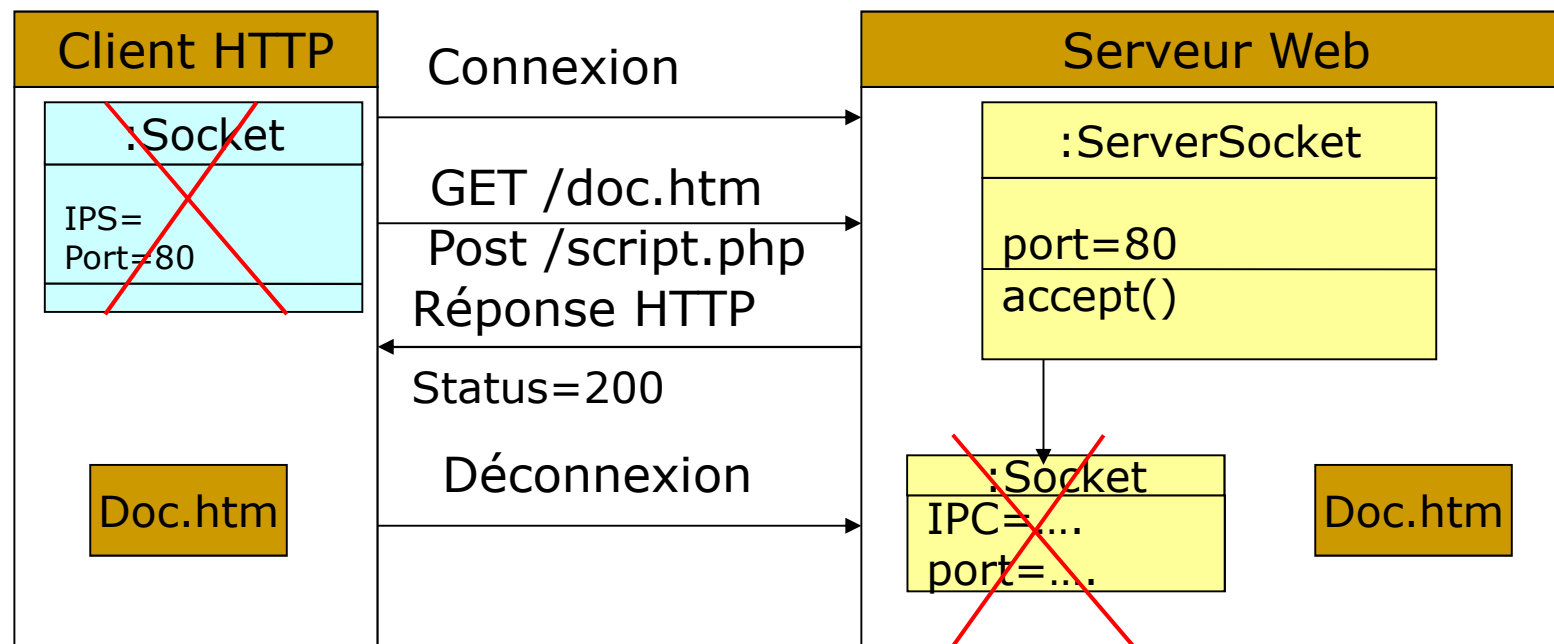 Client HTTP
:Socket
IPS=
Port=80
Doc.htm
Connexion
GET /doc.htm
Post /script.php
Réponse HTTP
Status=200
Déconnexion
Serveur Web
:ServerSocket
port=80
accept()
:Socket
IPC=....
port=....
Doc.htm